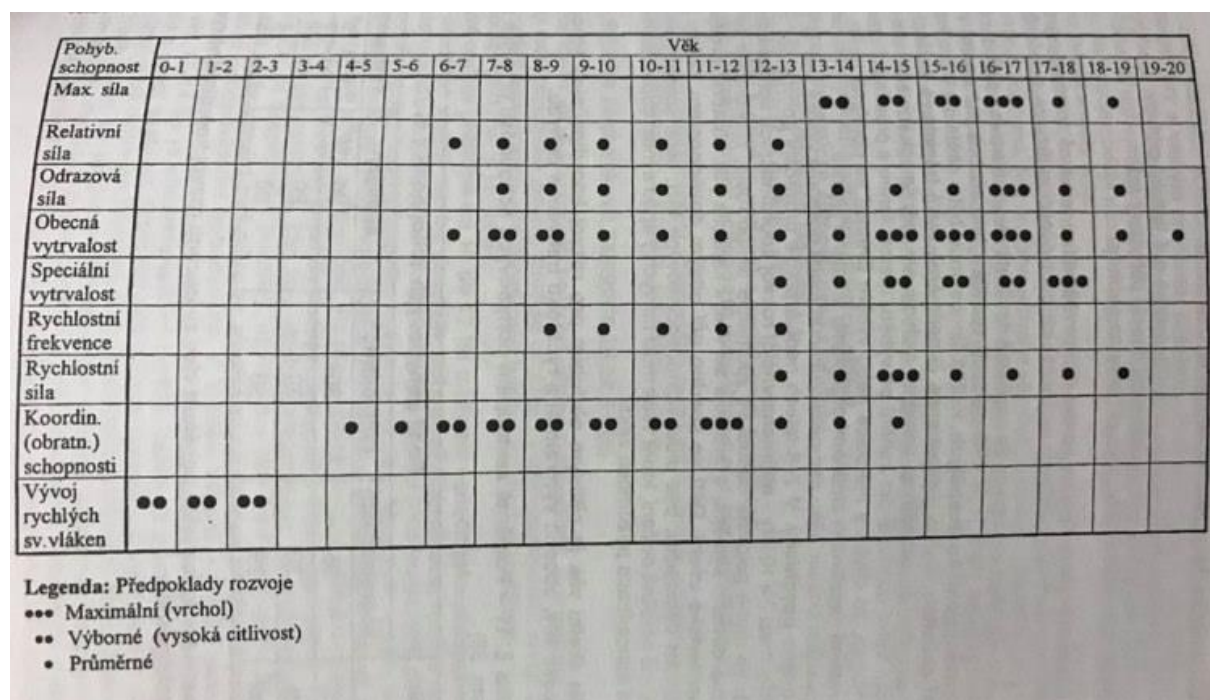 Pohyb. Věk
schopnost 0-1 1-2 2-3 3-4 4-5 5-6 6-7 7-8 8-9 9-10 10-11 11-12 12-13 13-14 14-15 15-16 16-17 17-18 18-19 19-20
Max. síla ●● ●● ●● ●●● ● ●
Relativní
síla ● ● ● ● ● ● ●
Odrazová
síla ● ● ● ● ● ● ● ● ● ●●● ● ●
Obecná
vytrvalost ● ●● ●● ● ● ● ● ● ●●● ●●● ●●● ● ● ●
Speciální
vytrvalost ● ● ●● ●● ●● ●●●
Rychlostní
frekvence ● ● ● ● ●
Rychlostní
síla ● ● ●●● ● ● ● ●
Koordin.
(obratn.) ● ● ●● ●● ●● ●● ●● ●●● ● ● ●
schopnosti
Vývoj
rychlých ●● ●● ●●
sv.vláken
Legenda: Předpoklady rozvoje
●●● Maximální (vrchol)
●● Výborné (vysoká citlivost)
● Průměrné